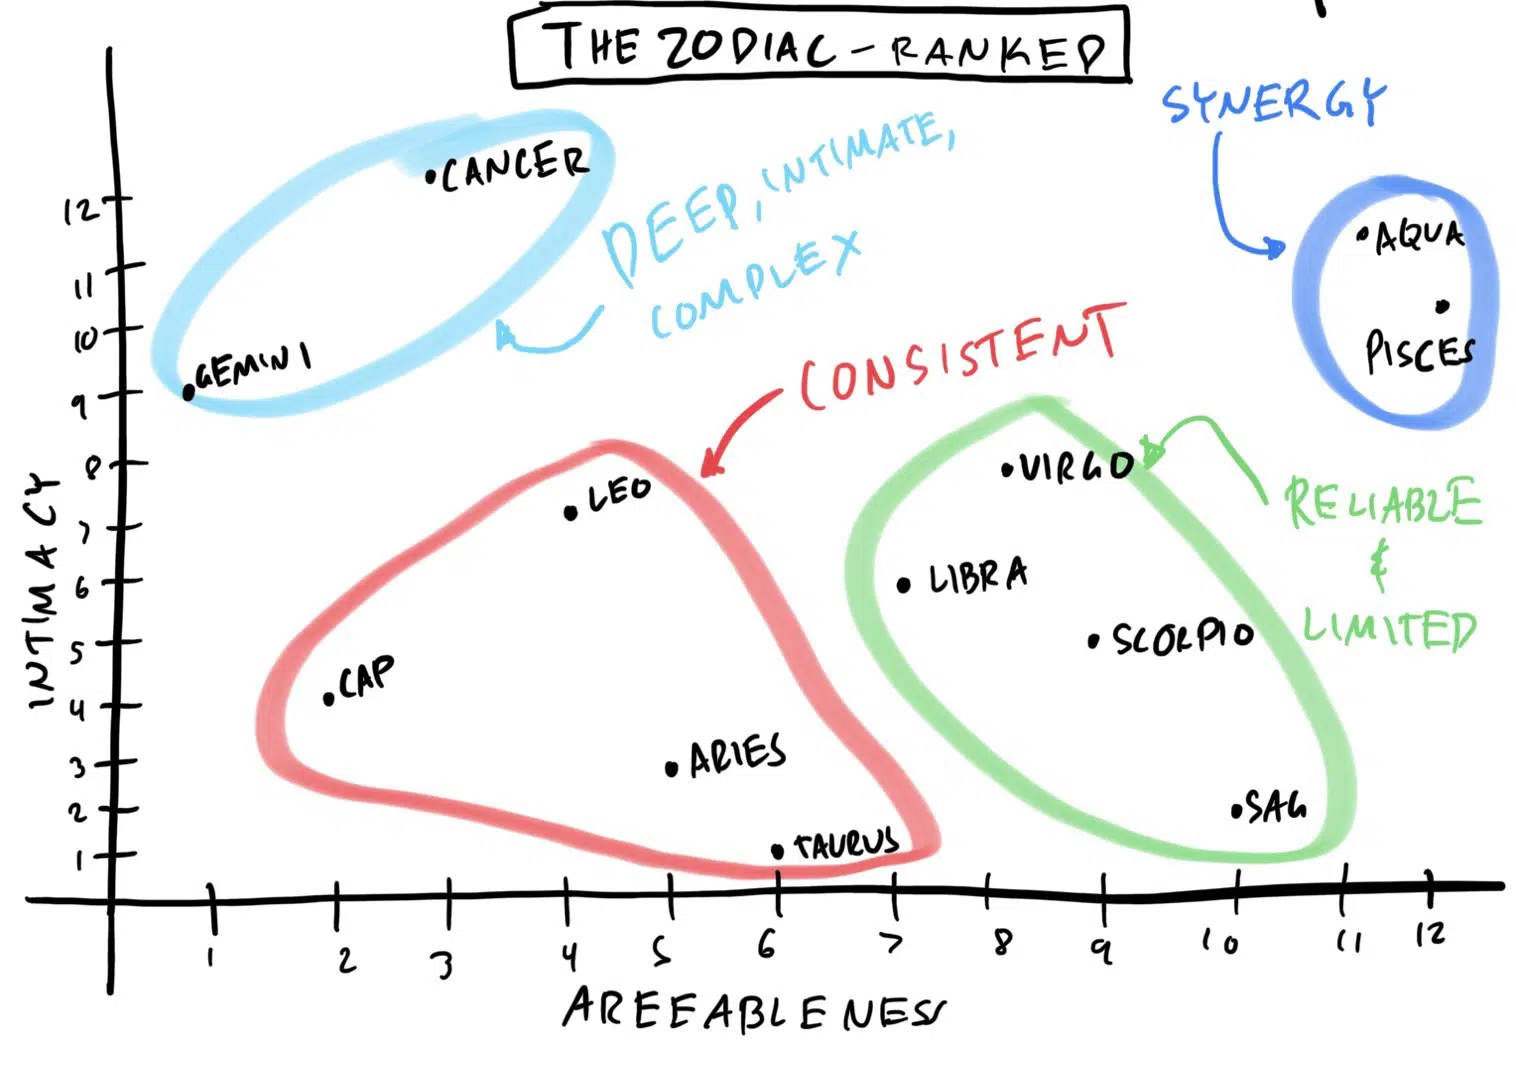 THE ZODIAC - RANKED
SYNERGY
DEEP, INTIMATE,
COMPLEX
CANCER
AQUA
PISCES
GEMINI
CONSISTENT
LEO
VIRGO
RELIABLE
&
LIMITED
LIBRA
SCORPIO
CAP
ARIES
SAG
TAURUS
INTIMACY
12
11
10
9
8
7
6
5
4
3
2
1
1 2 3 4 5 6 7 8 9 10 11 12
AREEABLENESS